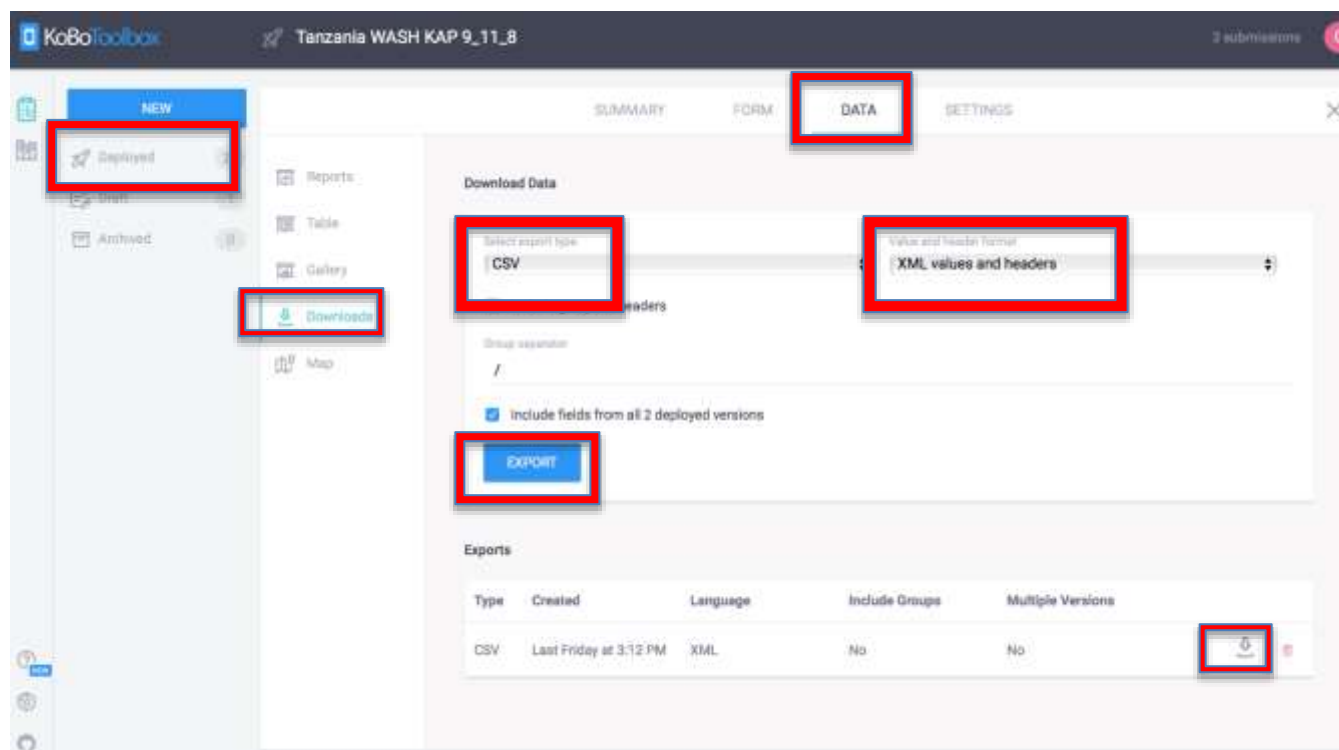 KoBoToolbox
Tanzania WASH KAP 9_11_8
submissions
NEW
SUMMARY
FORM
DATA
SETTINGS
Deployed
Draft
Archived
Reports
Table
Gallery
Downloads
Map
Download Data
Select export type
CSV
Value and header format
XML values and headers
headers
Group separator
/
Include fields from all 2 deployed versions
EXPORT
Exports
Type Created Language Include Groups Multiple Versions
CSV Last Friday at 3:12 PM XML No No
NEW